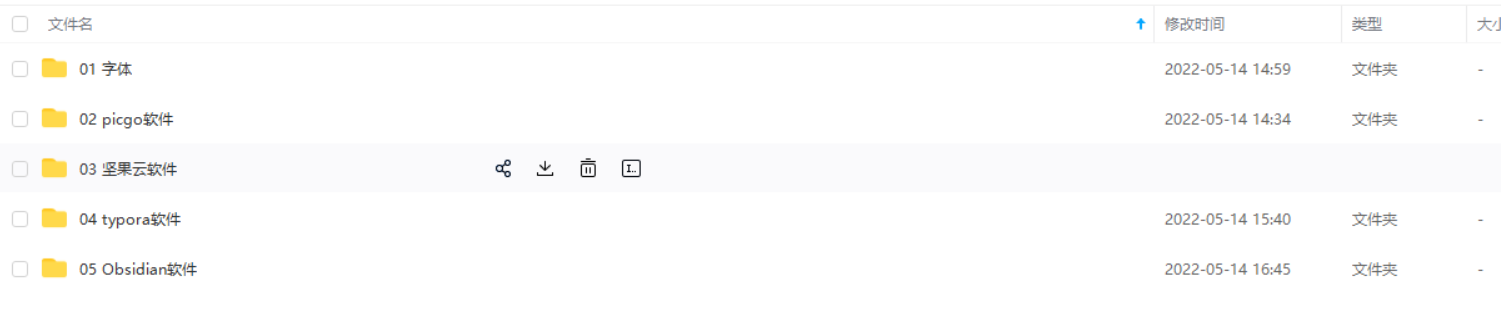 文件名 修改时间 类型 大小
01 字体 2022-05-14 14:59 文件夹 -
02 picgo软件 2022-05-14 14:34 文件夹 -
03 坚果云软件
04 typora软件 2022-05-14 15:40 文件夹 -
05 Obsidian软件 2022-05-14 16:45 文件夹 -